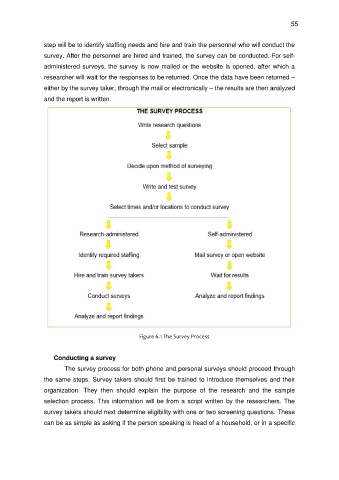 55
step will be to identify staffing needs and hire and train the personnel who will conduct the
survey. After the personnel are hired and trained, the survey can be conducted. For self-
administered surveys, the survey is now mailed or the website is opened, after which a
researcher will wait for the responses to be returned. Once the data have been returned –
either by the survey taker, through the mail or electronically – the results are then analyzed
and the report is written.
THE SURVEY PROCESS
Write research questions
Select sample
Decide upon method of surveying
Write and test survey
Select times and/or locations to conduct survey
Research-administered
Self-administered
Identify required staffing
Mail survey or open website
Hire and train survey takers
Wait for results
Conduct surveys
Analyze and report findings
Analyze and report findings
Figure 6.1 The Survey Process
Conducting a survey
The survey process for both phone and personal surveys should proceed through
the same steps. Survey takers should first be trained to introduce themselves and their
organization. They then should explain the purpose of the research and the sample
selection process. This information will be from a script written by the researchers. The
survey takers should next determine eligibility with one or two screening questions. These
can be as simple as asking if the person speaking is head of a household, or in a specific